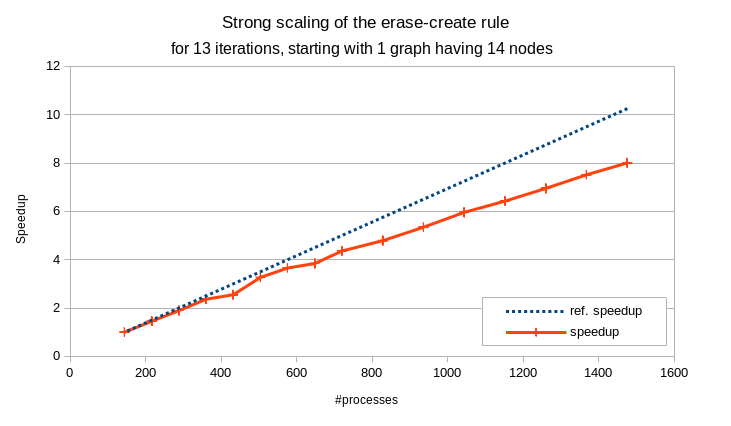 Strong scaling of the erase-create rule
for 13 iterations, starting with 1 graph having 14 nodes
12
10
8
6
4
2
0
Speedup
ref. speedup
speedup
0 200 400 600 800 1000 1200 1400 1600
#processes